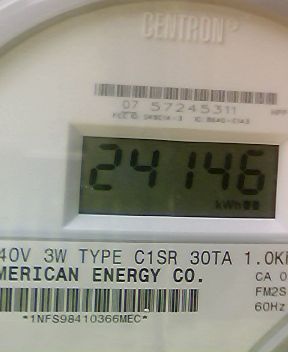 CENTRON®
07 57245311
24146
kWh
40V 3W TYPE C1SR 30TA 1.0K
MERICAN ENERGY CO.
CA 0
FM2S
60Hz
*1NFS98410366MEC*